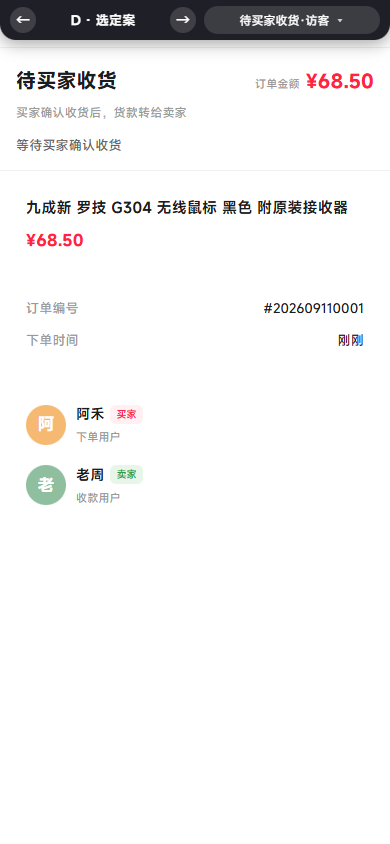 ← D · 选定案 → 待买家收货·访客
待买家收货 订单金额 ¥68.50
买家确认收货后，货款转给卖家
等待买家确认收货
九成新 罗技 G304 无线鼠标 黑色 附原装接收器
¥68.50
订单编号 #202609110001
下单时间 刚刚
阿 阿禾 买家
下单用户
老 老周 卖家
收款用户